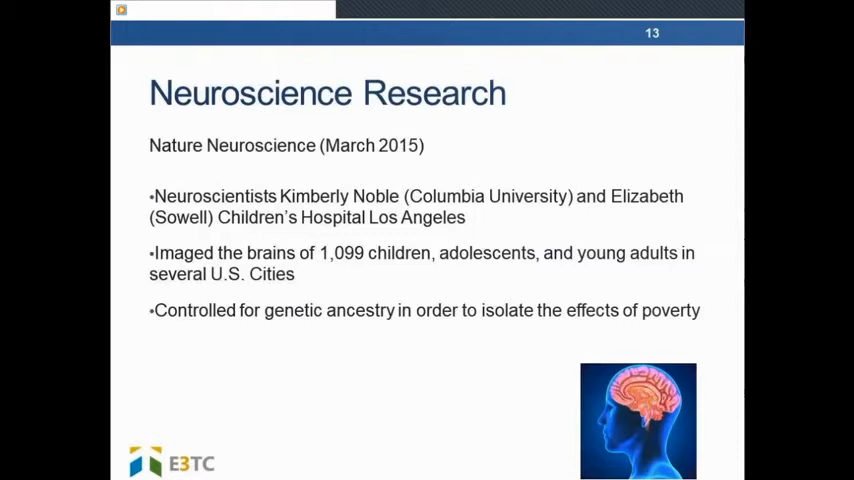 13
Neuroscience Research
Nature Neuroscience (March 2015)
•Neuroscientists Kimberly Noble (Columbia University) and Elizabeth
(Sowell) Children's Hospital Los Angeles
•Imaged the brains of 1,099 children, adolescents, and young adults in
several U.S. Cities
•Controlled for genetic ancestry in order to isolate the effects of poverty
E3TC